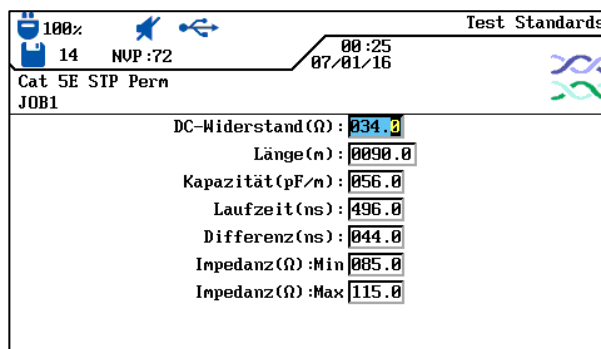 100% Test Standards
14 NVP:72 00:25
07/01/16
Cat 5E STP Perm
JOB1
DC-Widerstand(Ω): 034.0
Länge(m): 0090.0
Kapazität(pF/m): 056.0
Laufzeit(ns): 496.0
Differenz(ns): 044.0
Impedanz(Ω):Min 085.0
Impedanz(Ω):Max 115.0